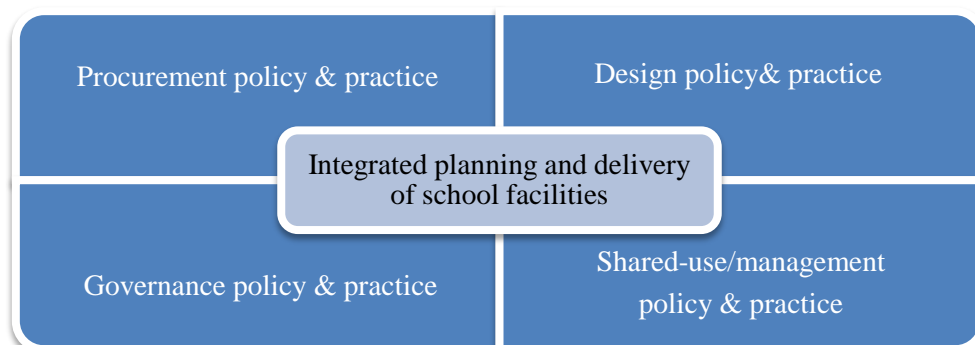 Procurement policy & practice
Design policy& practice
Integrated planning and delivery
of school facilities
Governance policy & practice
Shared-use/management
policy & practice